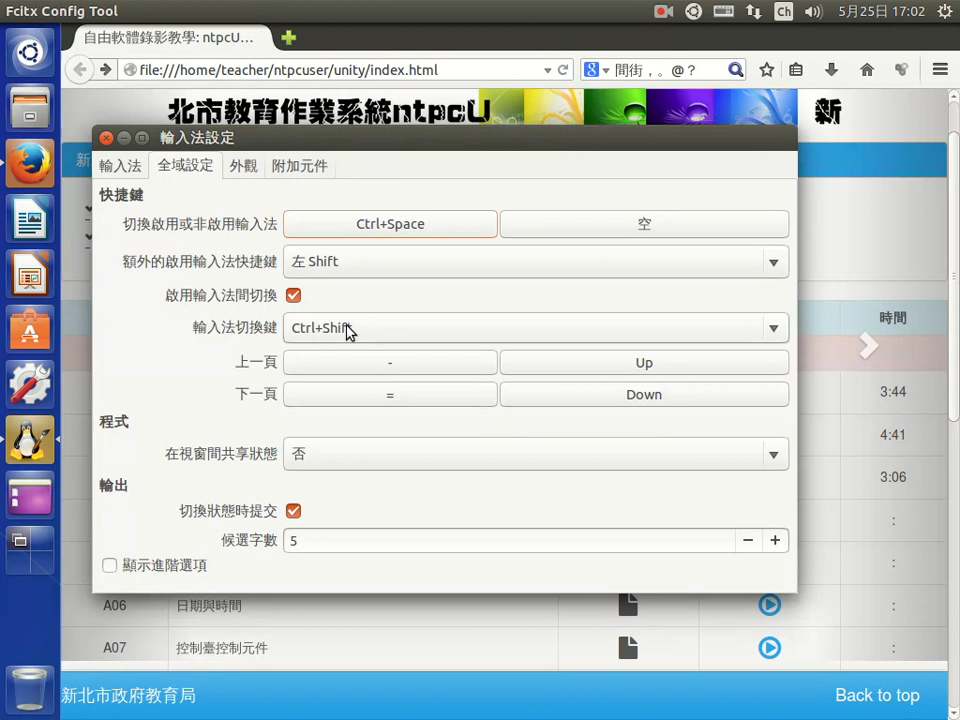 Fcitx Config Tool
Ch
5月25日 17:02
自由軟體錄影教學: ntpcU...
file:///home/teacher/ntpcuser/unity/index.html
8
間街，。@？
北市教育作業系統ntpcU
新
新
輸入法設定
輸入法
全域設定
外觀
附加元件
快捷鍵
切換啟用或非啟用輸入法
Ctrl+Space
空
額外的啟用輸入法快捷鍵
左 Shift
啟用輸入法間切換
輸入法切換鍵
Ctrl+Shift
時間
上一頁
-
Up
下一頁
=
Down
3:44
程式
4:41
在視窗間共享狀態
否
3:06
輸出
切換狀態時提交
:
候選字數
5
:
顯示進階選項
A06
日期與時間
:
A07
控制臺控制元件
:
新北市政府教育局
Back to top